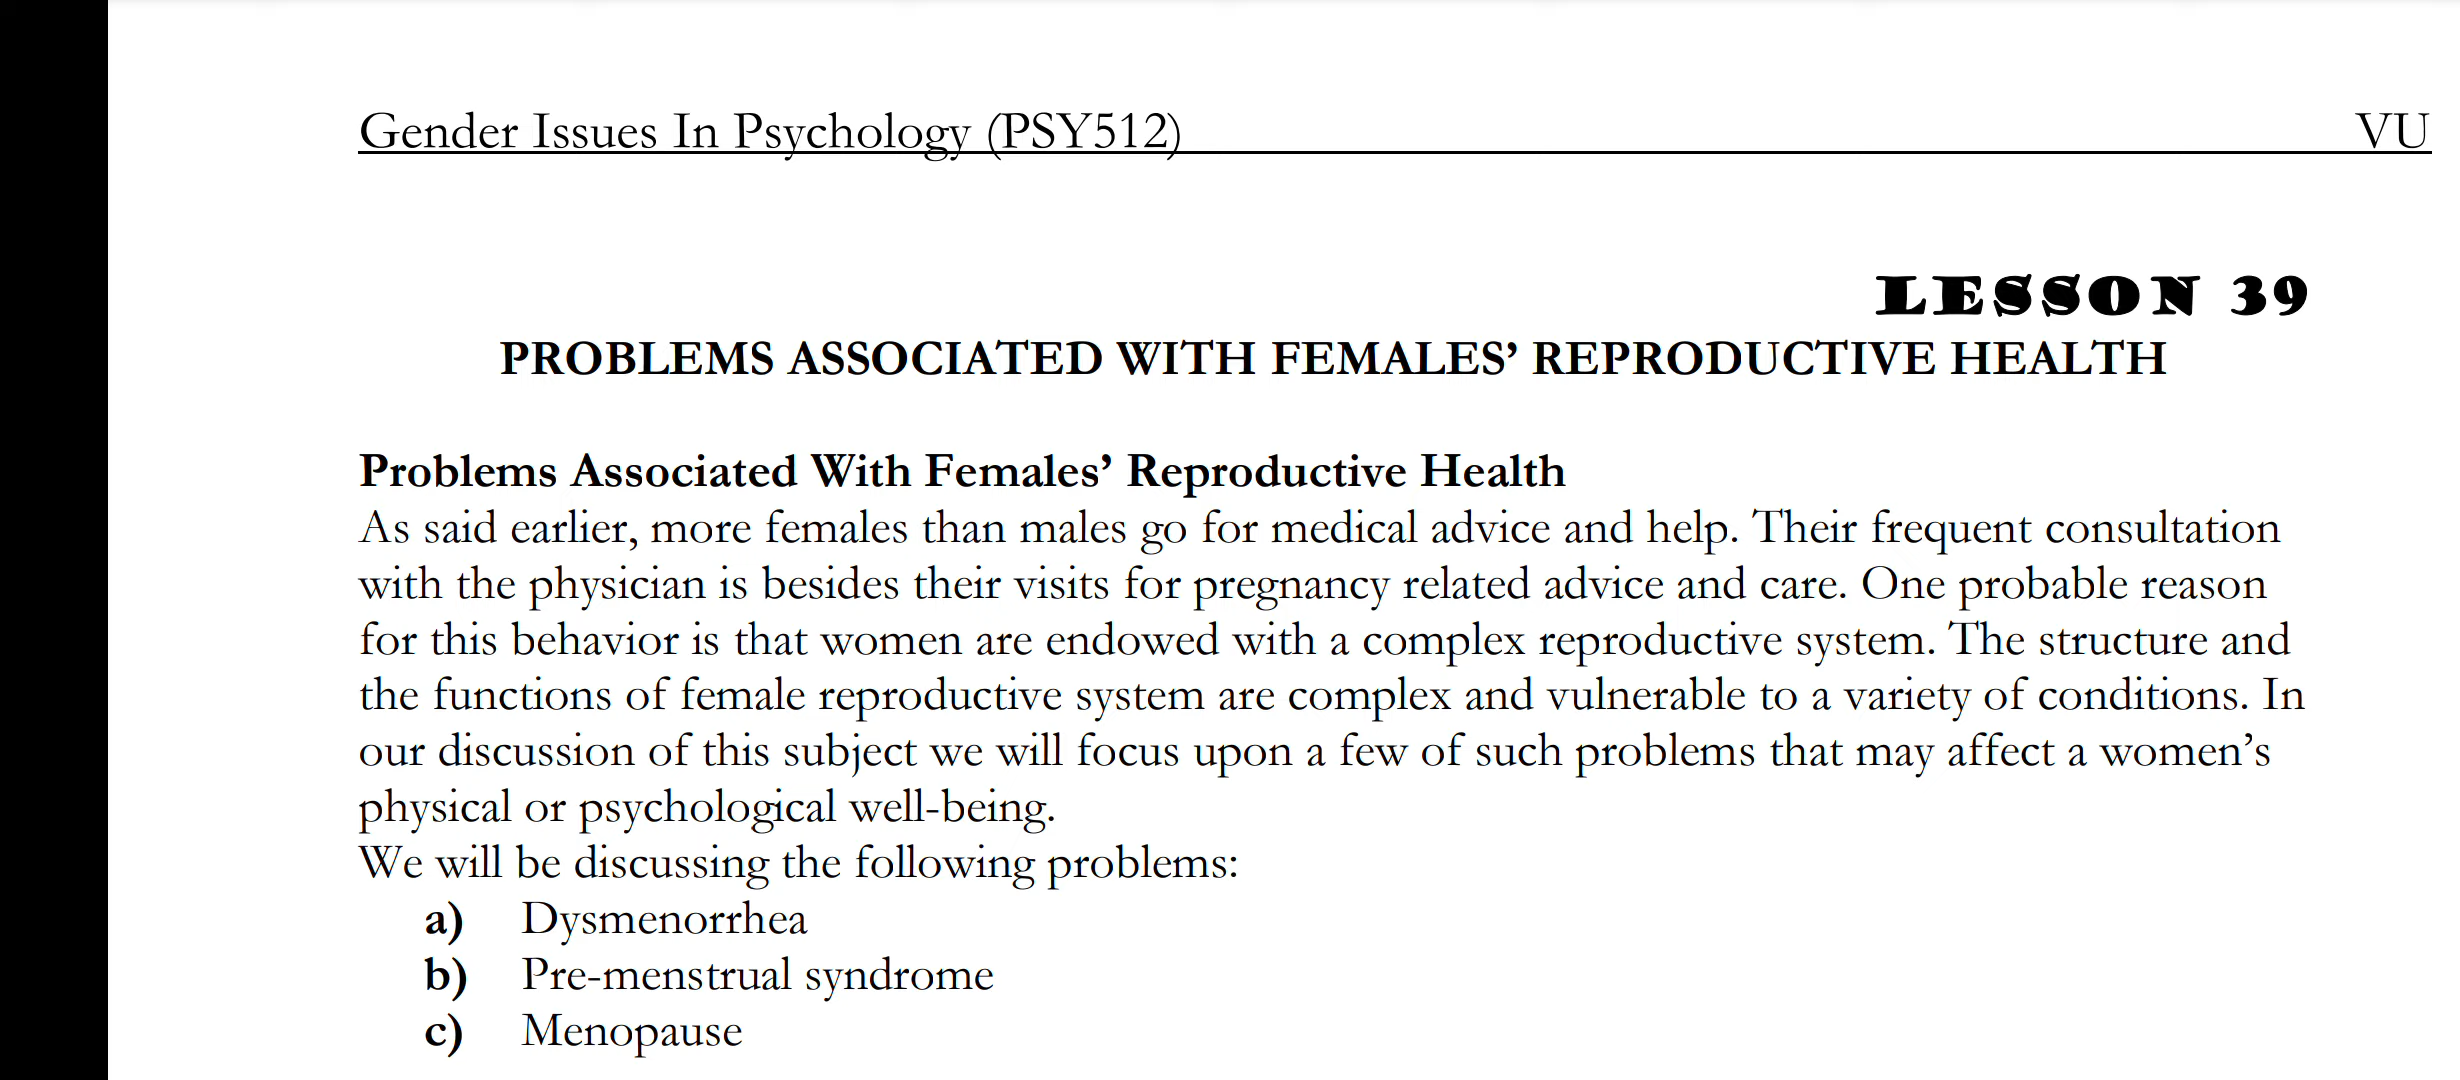 Gender Issues In Psychology (PSY512) VU
LESSON 39
PROBLEMS ASSOCIATED WITH FEMALES’ REPRODUCTIVE HEALTH
Problems Associated With Females’ Reproductive Health
As said earlier, more females than males go for medical advice and help. Their frequent consultation
with the physician is besides their visits for pregnancy related advice and care. One probable reason
for this behavior is that women are endowed with a complex reproductive system. The structure and
the functions of female reproductive system are complex and vulnerable to a variety of conditions. In
our discussion of this subject we will focus upon a few of such problems that may affect a women’s
physical or psychological well-being.
We will be discussing the following problems:
a) Dysmenorrhea
b) Pre-menstrual syndrome
c) Menopause